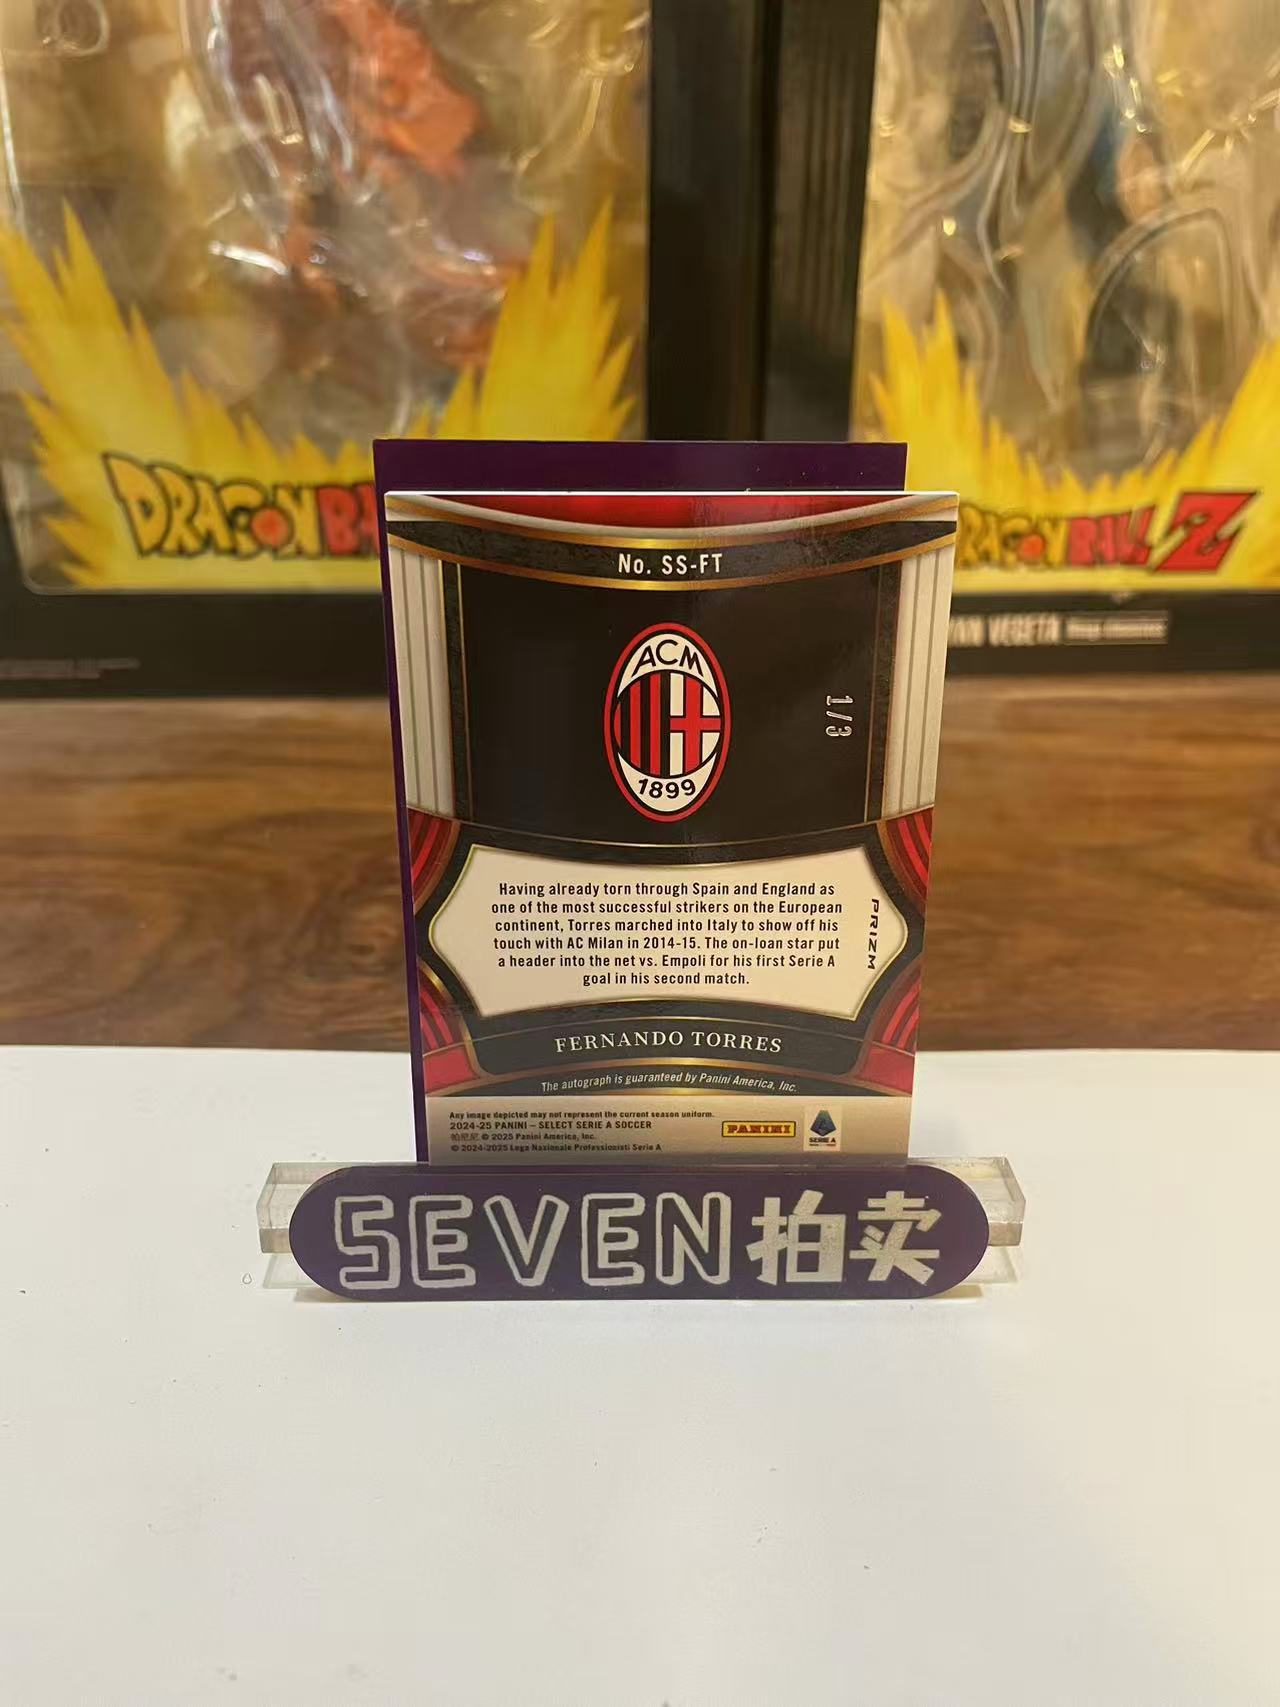 DRAGON BA
DRAGON BALL Z
VEGETA
No. SS-FT
ACM
1899
1/3
Having already torn through Spain and England as
one of the most successful strikers on the European
continent, Torres marched into Italy to show off his
touch with AC Milan in 2014-15. The on-loan star put
a header into the net vs. Empoli for his first Serie A
goal in his second match.
PRIZM
FERNANDO TORRES
The autograph is guaranteed by Panini America, Inc.
Any image depicted may not represent the current season uniform.
2024-25 PANINI – SELECT SERIE A SOCCER
帕尼尼 © 2025 Panini America, Inc.
© 2024-2025 Lega Nazionale Professionisti Serie A
PANINI
SERIE A
SEVEN拍卖